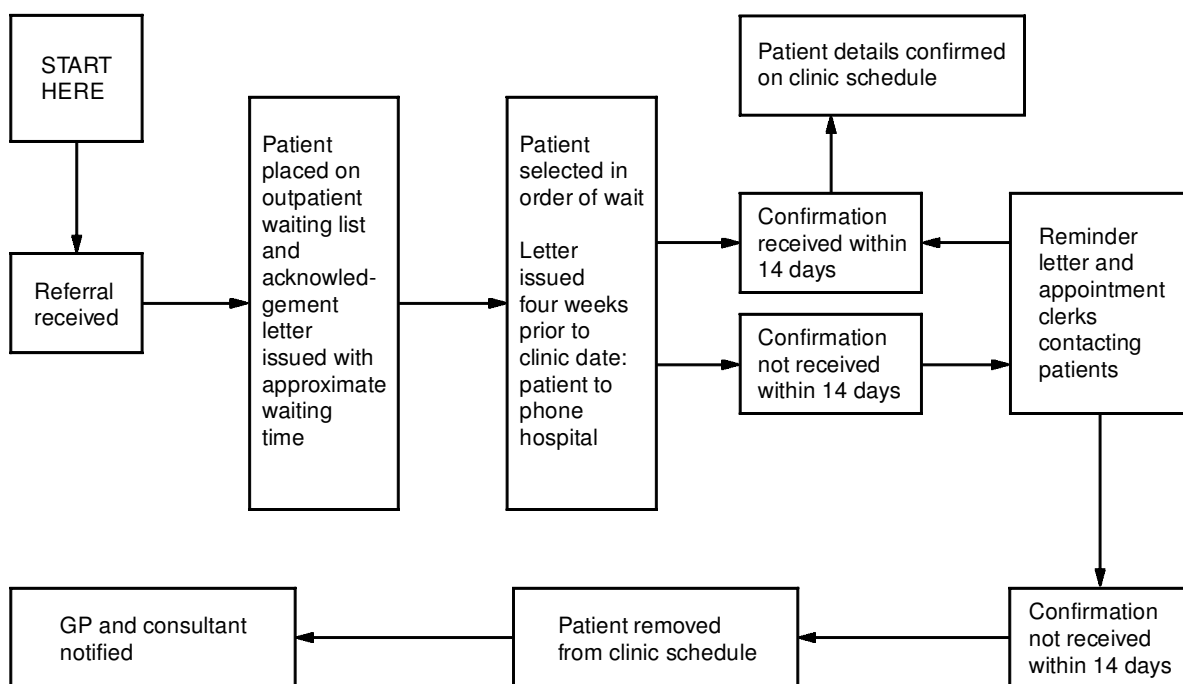 START
HERE
Referral
received
Patient
placed on
outpatient
waiting list
and
acknowled-
gement
letter
issued with
approximate
waiting
time
Patient
selected in
order of wait
Letter
issued
four weeks
prior to
clinic date:
patient to
phone
hospital
Patient details confirmed
on clinic schedule
Confirmation
received within
14 days
Confirmation
not received
within 14 days
Reminder
letter and
appointment
clerks
contacting
patients
Confirmation
not received
within 14 days
Patient removed
from clinic schedule
GP and consultant
notified